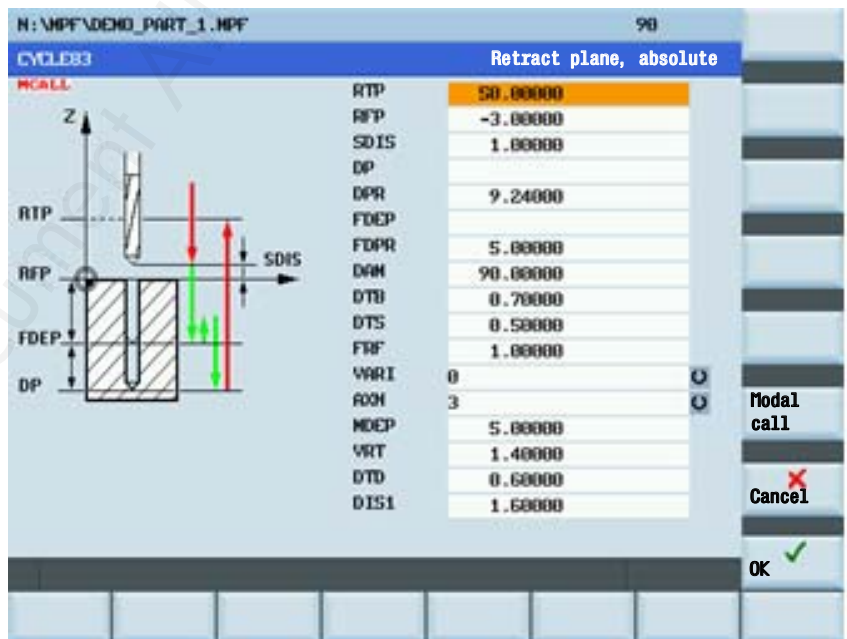 N:\MPF\DEMO_PART_1.MPF 90
CYCLE83 Retract plane, absolute
MCALL
Z
RTP
RFP
FDEP
DP
SDIS
RTP 50.00000
RFP -3.00000
SDIS 1.00000
DP
DPR 9.24000
FDEP
FDPR 5.00000
DAM 90.00000
DTB 0.70000
DTS 0.50000
FRF 1.00000
VARI 0
AXN 3
MDEP 5.00000
VRT 1.40000
DTD 0.60000
DIS1 1.60000
Modal
call
Cancel
OK